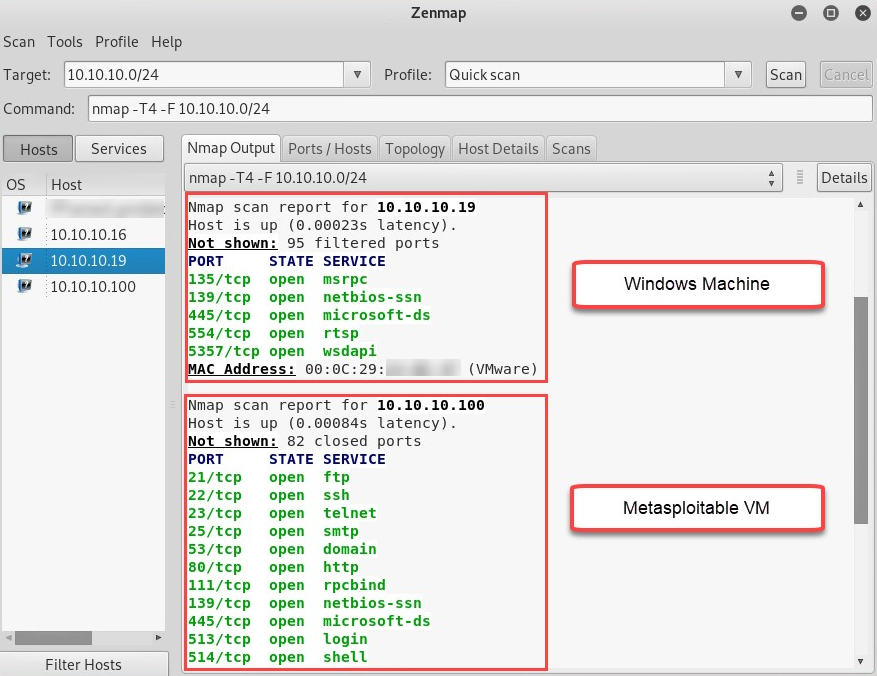 Zenmap
Scan Tools Profile Help
Target: 10.10.10.0/24 Profile: Quick scan Scan Cancel
Command: nmap -T4 -F 10.10.10.0/24
Hosts Services
OS Host
10.10.10.16
10.10.10.19
10.10.10.100
Filter Hosts
Nmap Output Ports / Hosts Topology Host Details Scans
nmap -T4 -F 10.10.10.0/24 Details
Nmap scan report for 10.10.10.19
Host is up (0.00023s latency).
Not shown: 95 filtered ports
PORT STATE SERVICE
135/tcp open msrpc
139/tcp open netbios-ssn
445/tcp open microsoft-ds
554/tcp open rtsp
5357/tcp open wsdapi
MAC Address: 00:0C:29: (VMware)
Windows Machine
Nmap scan report for 10.10.10.100
Host is up (0.00084s latency).
Not shown: 82 closed ports
PORT STATE SERVICE
21/tcp open ftp
22/tcp open ssh
23/tcp open telnet
25/tcp open smtp
53/tcp open domain
80/tcp open http
111/tcp open rpcbind
139/tcp open netbios-ssn
445/tcp open microsoft-ds
513/tcp open login
514/tcp open shell
Metasploitable VM